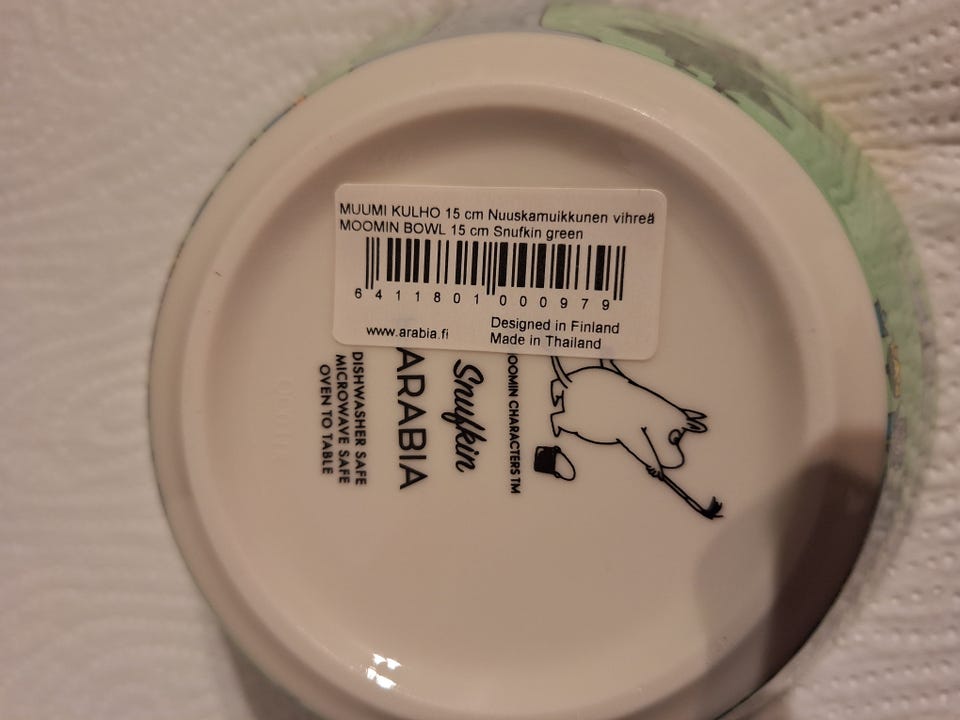 MUUMI KULHO 15 cm Nuuskamuikkunen vihreä
MOOMIN BOWL 15 cm Snufkin green
6411801000979
www.arabia.fi
Designed in Finland
Made in Thailand
OOMIN CHARACTERS TM
Snufkin
ARABIA
DISHWASHER SAFE
MICROWAVE SAFE
OVEN TO TABLE